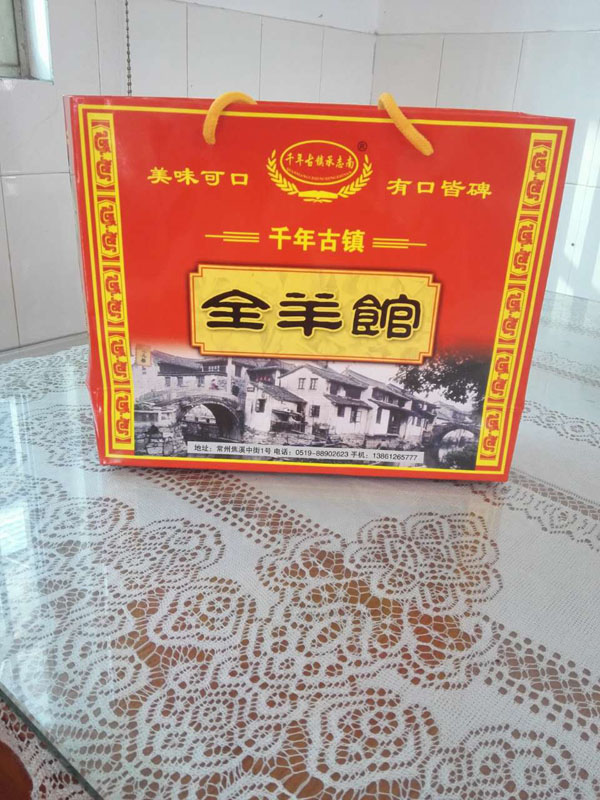 千年古镇承志南
®
美味可口
有口皆碑
千年古镇
全羊館
地址：常州焦溪中街1号 电话：0519-88902623 手机：13861265777